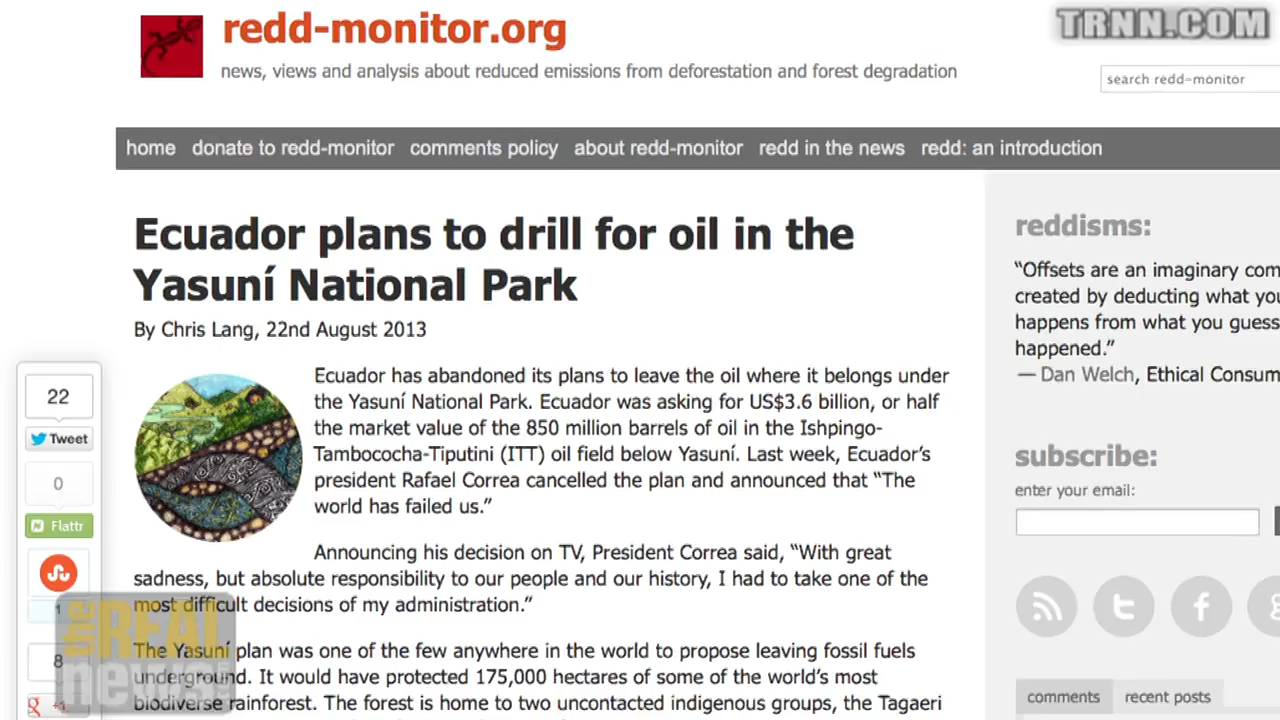 TRNN.COM
redd-monitor.org
news, views and analysis about reduced emissions from deforestation and forest degradation
search redd-monitor
home donate to redd-monitor comments policy about redd-monitor redd in the news redd: an introduction
Ecuador plans to drill for oil in the
Yasuní National Park
By Chris Lang, 22nd August 2013
Ecuador has abandoned its plans to leave the oil where it belongs under
the Yasuní National Park. Ecuador was asking for US$3.6 billion, or half
the market value of the 850 million barrels of oil in the Ishpingo-
Tambococha-Tiputini (ITT) oil field below Yasuní. Last week, Ecuador's
president Rafael Correa cancelled the plan and announced that "The
world has failed us."
Announcing his decision on TV, President Correa said, "With great
sadness, but absolute responsibility to our people and our history, I had to take one of the
most difficult decisions of my administration."
The Yasuní plan was one of the few anywhere in the world to propose leaving fossil fuels
underground. It would have protected 175,000 hectares of some of the world's most
biodiverse rainforest. The forest is home to two uncontacted indigenous groups, the Tagaeri
22
Tweet
0
Flattr
1
8
g +1
the REAL
news
reddisms:
"Offsets are an imaginary com
created by deducting what you
happens from what you guess
happened."
— Dan Welch, Ethical Consum
subscribe:
enter your email:
comments recent posts